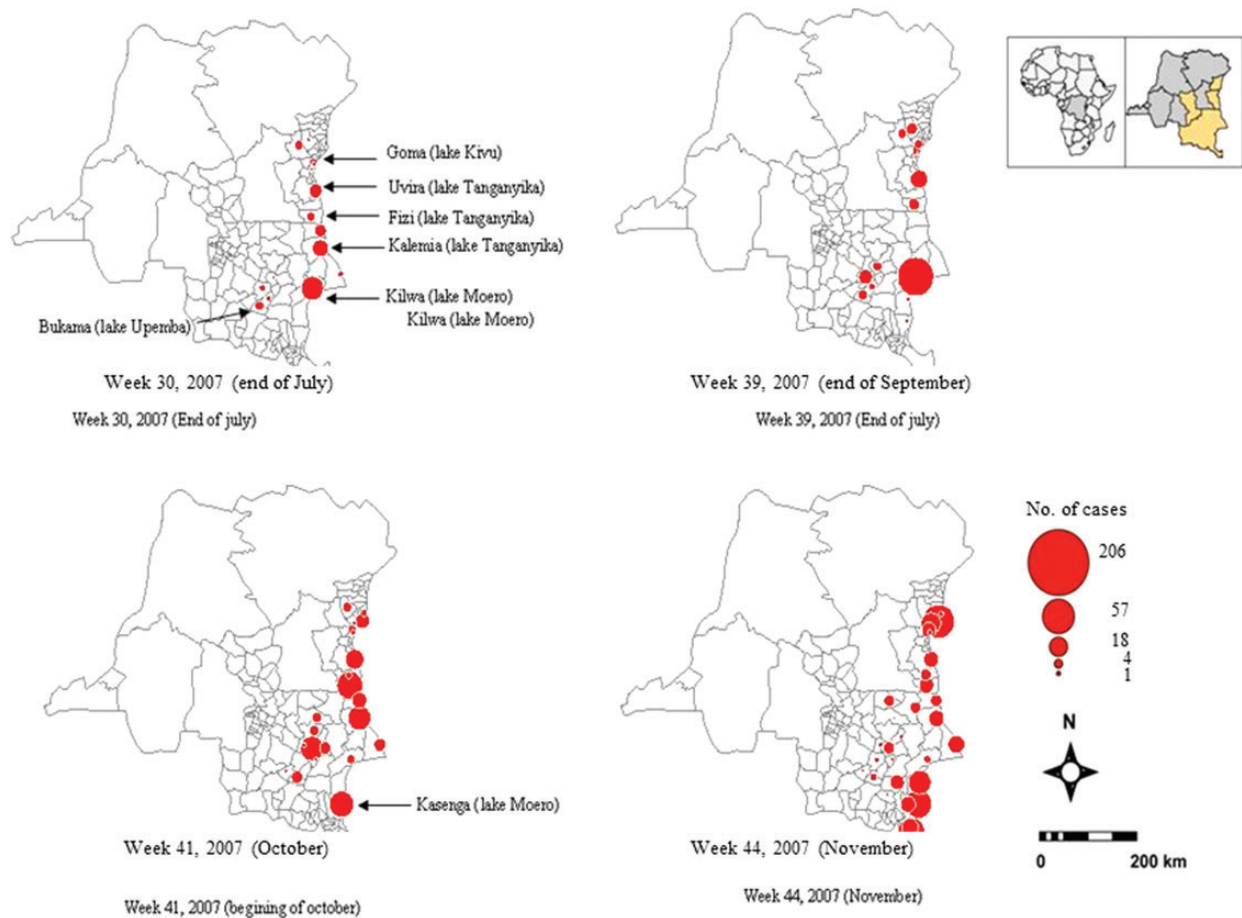 Goma (lake Kivu)
Uvira (lake Tanganyika)
Fizi (lake Tanganyika)
Kalemia (lake Tanganyika)
Kilwa (lake Moero)
Kilwa (lake Moero)
Bukama (lake Upemba)
Week 30, 2007 (end of July)
Week 30, 2007 (End of july)
Week 39, 2007 (end of September)
Week 39, 2007 (End of july)
Kasenga (lake Moero)
Week 41, 2007 (October)
Week 41, 2007 (begining of october)
Week 44, 2007 (November)
Week 44, 2007 (November)
No. of cases
206
57
18
4
1
N
0 200 km